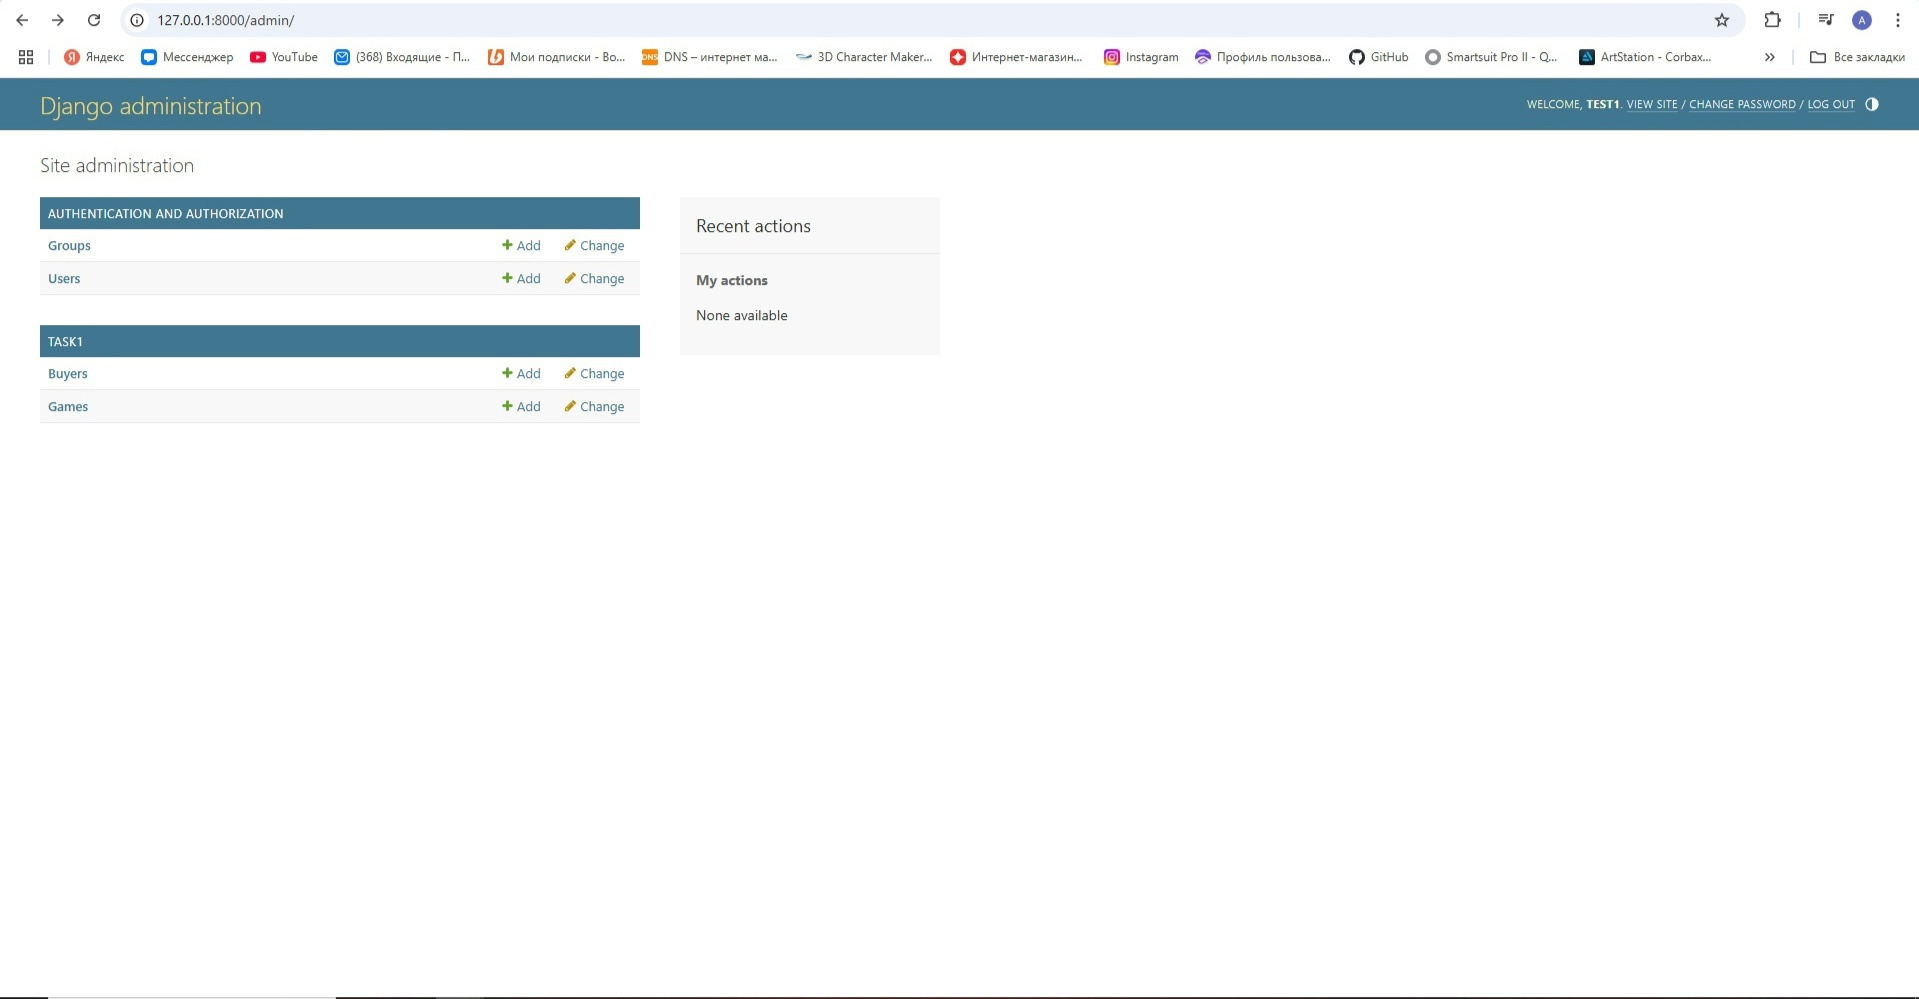 127.0.0.1:8000/admin/
Яндекс Мессенджер YouTube (368) Входящие - П... Мои подписки - Bo... DNS DNS – интернет ма... 3D Character Maker... Интернет-магазин... Instagram Профиль пользова... GitHub Smartsuit Pro II - Q... ArtStation - Corbax... » Все закладки
Django administration
WELCOME, TEST1. VIEW SITE / CHANGE PASSWORD / LOG OUT
Site administration
AUTHENTICATION AND AUTHORIZATION
Groups Add Change
Users Add Change
TASK1
Buyers Add Change
Games Add Change
Recent actions
My actions
None available